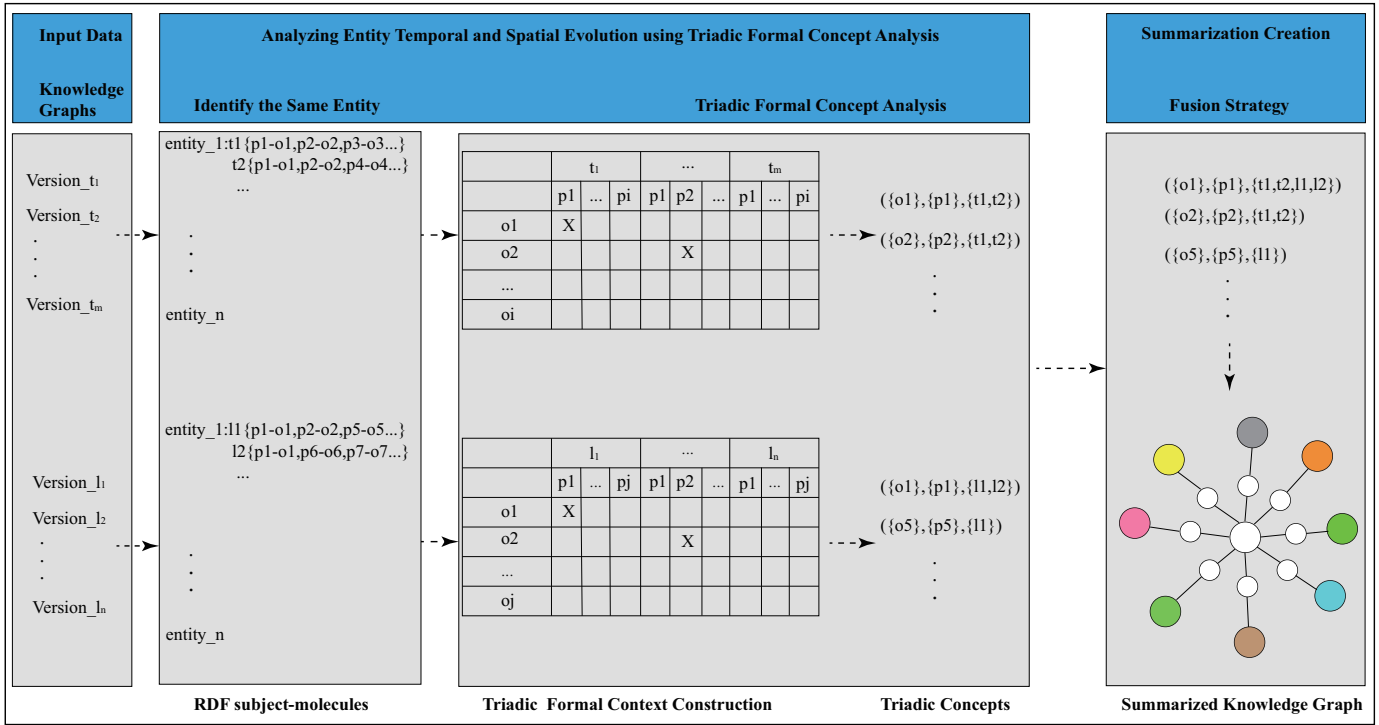 Input Data
Knowledge
Graphs
Analyzing Entity Temporal and Spatial Evolution using Triadic Formal Concept Analysis
Identify the Same Entity
Triadic Formal Concept Analysis
Summarization Creation
Fusion Strategy
Version_t₁
Version_t₂
.
.
.
Version_tₘ
Version_l₁
Version_l₂
.
.
.
Version_lₙ
entity_1:t1{p1-o1,p2-o2,p3-o3...}
t2{p1-o1,p2-o2,p4-o4...}
...
.
.
.
entity_n
entity_1:l1{p1-o1,p2-o2,p5-o5...}
l2{p1-o1,p6-o6,p7-o7...}
...
.
.
.
entity_n
t₁ ... tₘ
p1 ... pi p1 p2 ... p1 ... pi
o1 X
o2 X
...
oi
l₁ ... lₙ
p1 ... pj p1 p2 ... p1 ... pj
o1 X
o2 X
...
oj
({o1},{p1},{t1,t2})
({o2},{p2},{t1,t2})
.
.
.
({o1},{p1},{l1,l2})
({o5},{p5},{l1})
.
.
.
({o1},{p1},{t1,t2,l1,l2})
({o2},{p2},{t1,t2})
({o5},{p5},{l1})
.
.
.
RDF subject-molecules
Triadic Formal Context Construction
Triadic Concepts
Summarized Knowledge Graph